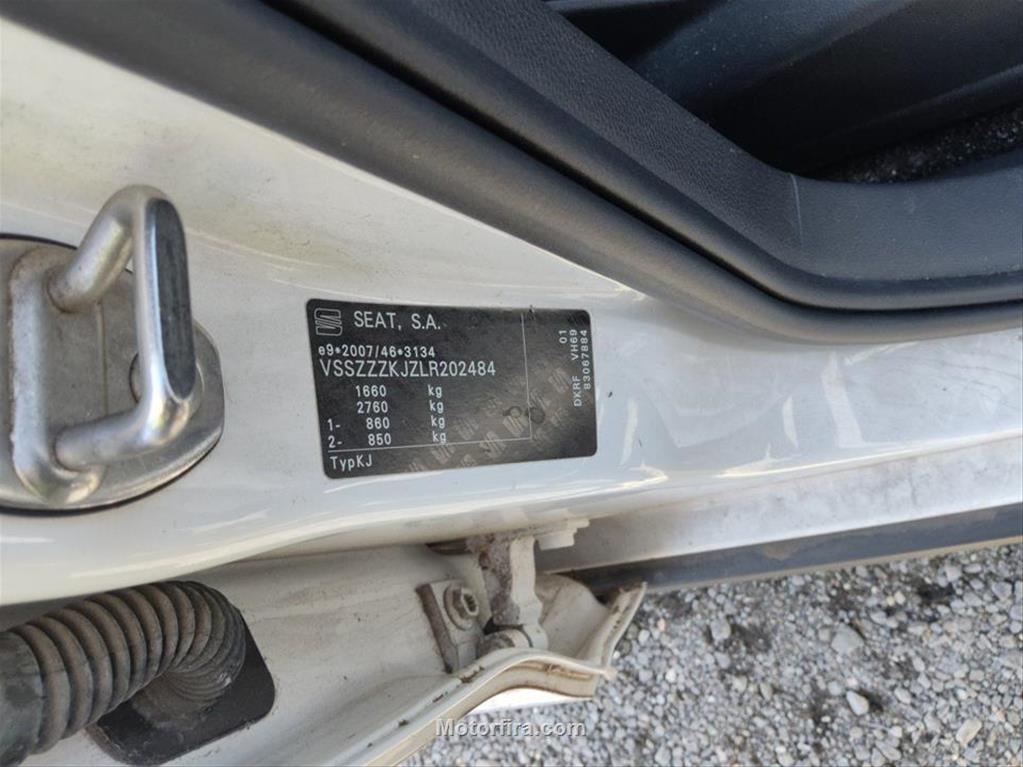 SEAT, S.A.
e9*2007/46*3134
VSSZZZKJZLR202484
1660 kg
2760 kg
1- 860 kg
2- 850 kg
TypKJ
01
DKRF VH69
83067884
Motorfira.com